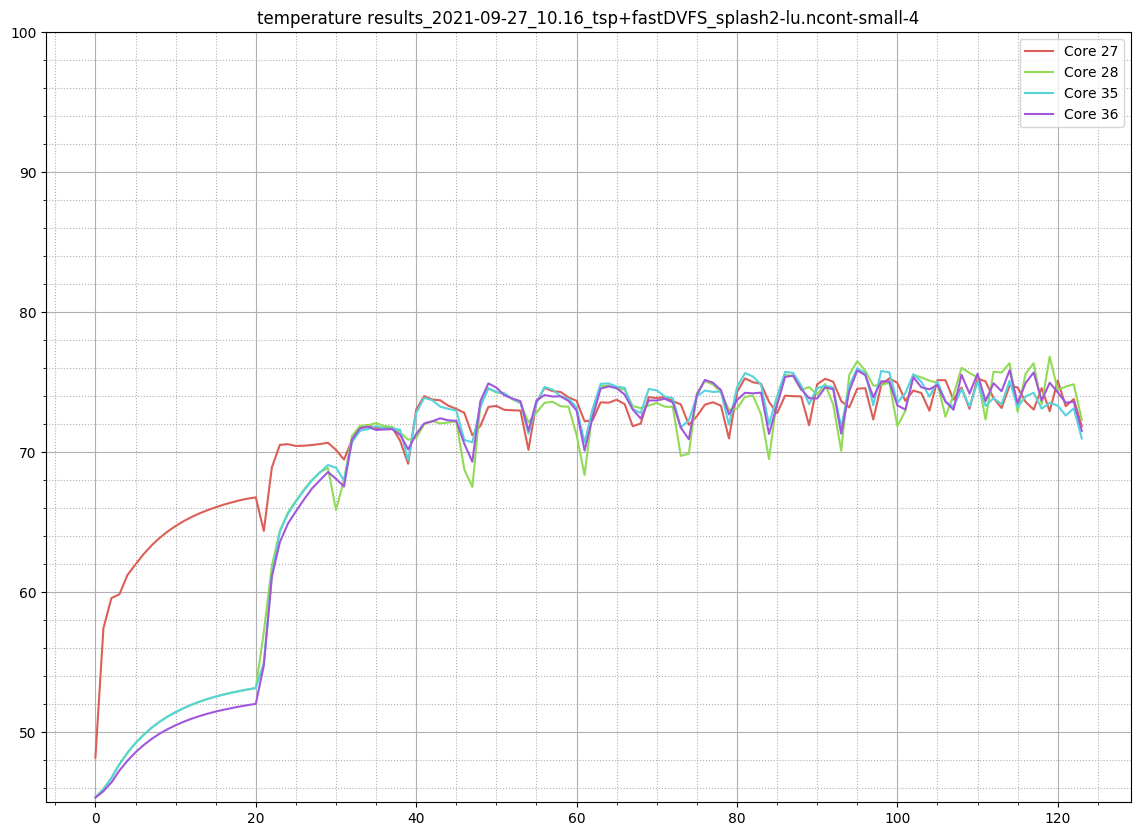 temperature results_2021-09-27_10.16_tsp+fastDVFS_splash2-lu.ncont-small-4
100
90
80
70
60
50
0
20
40
60
80
100
120
Core 27
Core 28
Core 35
Core 36